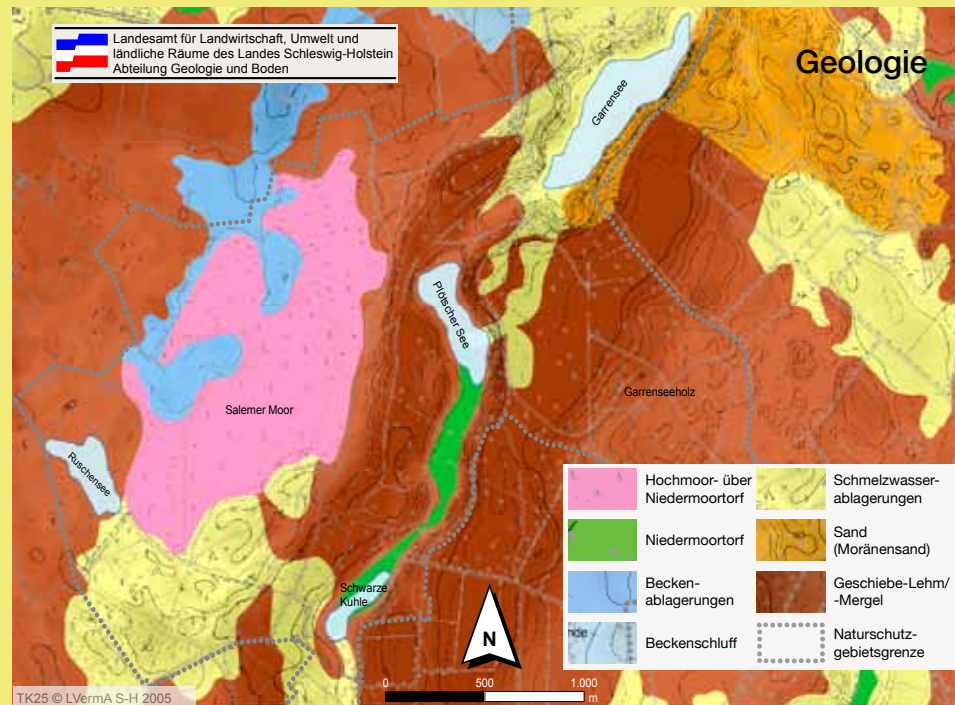 Landesamt für Landwirtschaft, Umwelt und
ländliche Räume des Landes Schleswig-Holstein
Abteilung Geologie und Boden
Geologie
Garrensee
Plötscher See
Garrenseeholz
Salemer Moor
Ruschensee
Schwarze
Kuhle
Hochmoor- über
Niedermoortorf
Niedermoortorf
Becken-
ablagerungen
Beckenschluff
Schmelzwasser-
ablagerungen
Sand
(Moränensand)
Geschiebe-Lehm/
-Mergel
Naturschutz-
gebietsgrenze
N
0 500 1.000
m
TK25 © LVermA S-H 2005